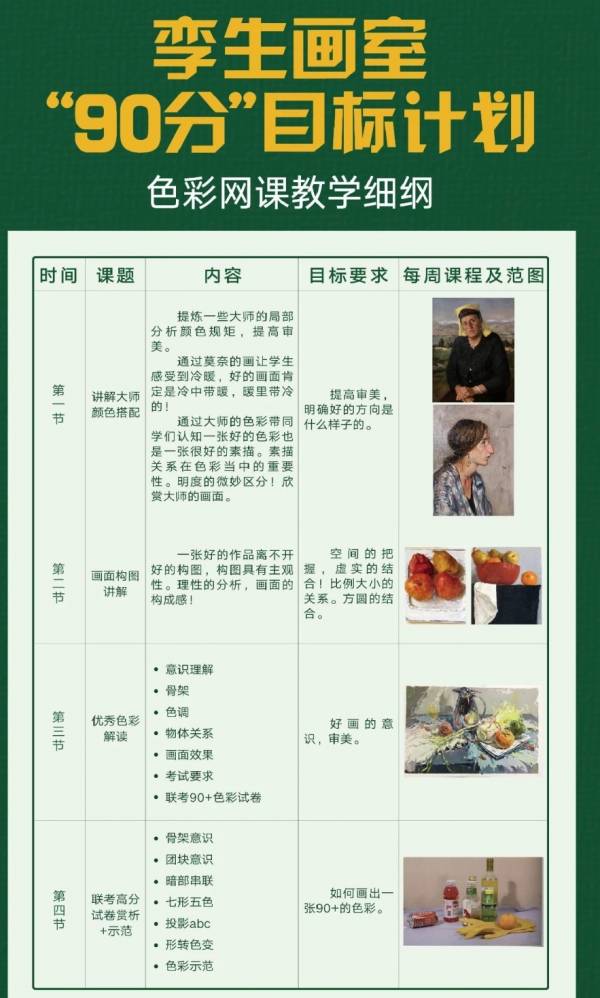 孪生画室
“90分”目标计划
色彩网课教学细纲
时间 课题 内容 目标要求 每周课程及范图
第一节
讲解大师
颜色搭配
提炼一些大师的局部
分析颜色规矩，提高审
美。
通过莫奈的画让学生
感受到冷暖，好的画面肯
定是冷中带暖，暖里带冷
的！
通过大师的色彩带同
学们认知一张好的色彩也
是一张很好的素描。素描
关系在色彩当中的重要
性。明度的微妙区分！欣
赏大师的画面。
提高审美，
明确好的方向是
什么样子的。
第二节
画面构图
讲解
一张好的作品离不开
好的构图，构图具有主观
性。理性的分析，画面的
构成感！
空间的把
握，虚实的结
合！比例大小的
关系。方圆的结
合。
第三节
优秀色彩
解读
• 意识理解
• 骨架
• 色调
• 物体关系
• 画面效果
• 考试要求
• 联考90+色彩试卷
好画的意
识，审美。
第四节
联考高分
试卷赏析
+示范
• 骨架意识
• 团块意识
• 暗部串联
• 七形五色
• 投影abc
• 形转色变
• 色彩示范
如何画出一
张90+的色彩。